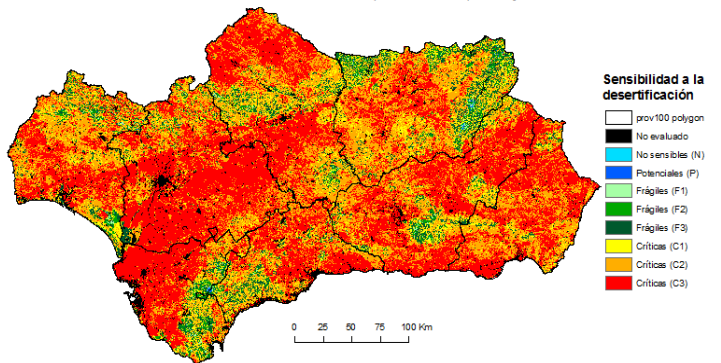 Sensibilidad a la
desertificación
prov100 polygon
No evaluado
No sensibles (N)
Potenciales (P)
Frágiles (F1)
Frágiles (F2)
Frágiles (F3)
Críticas (C1)
Críticas (C2)
Críticas (C3)
0 25 50 75 100 Km